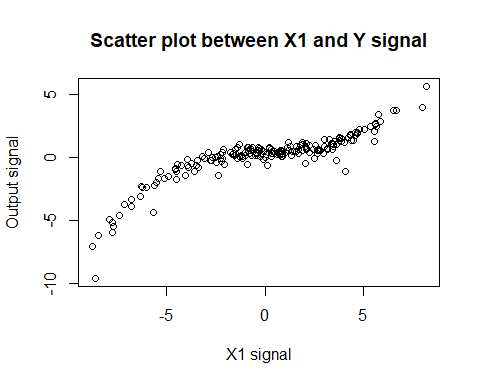 Scatter plot between X1 and Y signal
5
0
-5
-10
Output signal
-5 0 5
X1 signal